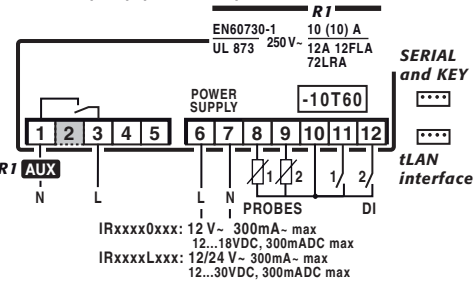 R1
EN60730-1 10 (10) A
UL 873 250 V~ 12A 12FLA
72LRA
SERIAL
and KEY
POWER
SUPPLY
-10T60
1 2 3 4 5 6 7 8 9 10 11 12
tLAN
interface
R1 AUX
1 2 1 2
N L L N PROBES DI
IRxxxx0xxx: 12 V~ 300mA~ max
12...18VDC, 300mADC max
IRxxxxLxxx: 12/24 V~ 300mA~ max
12...30VDC, 300mADC max